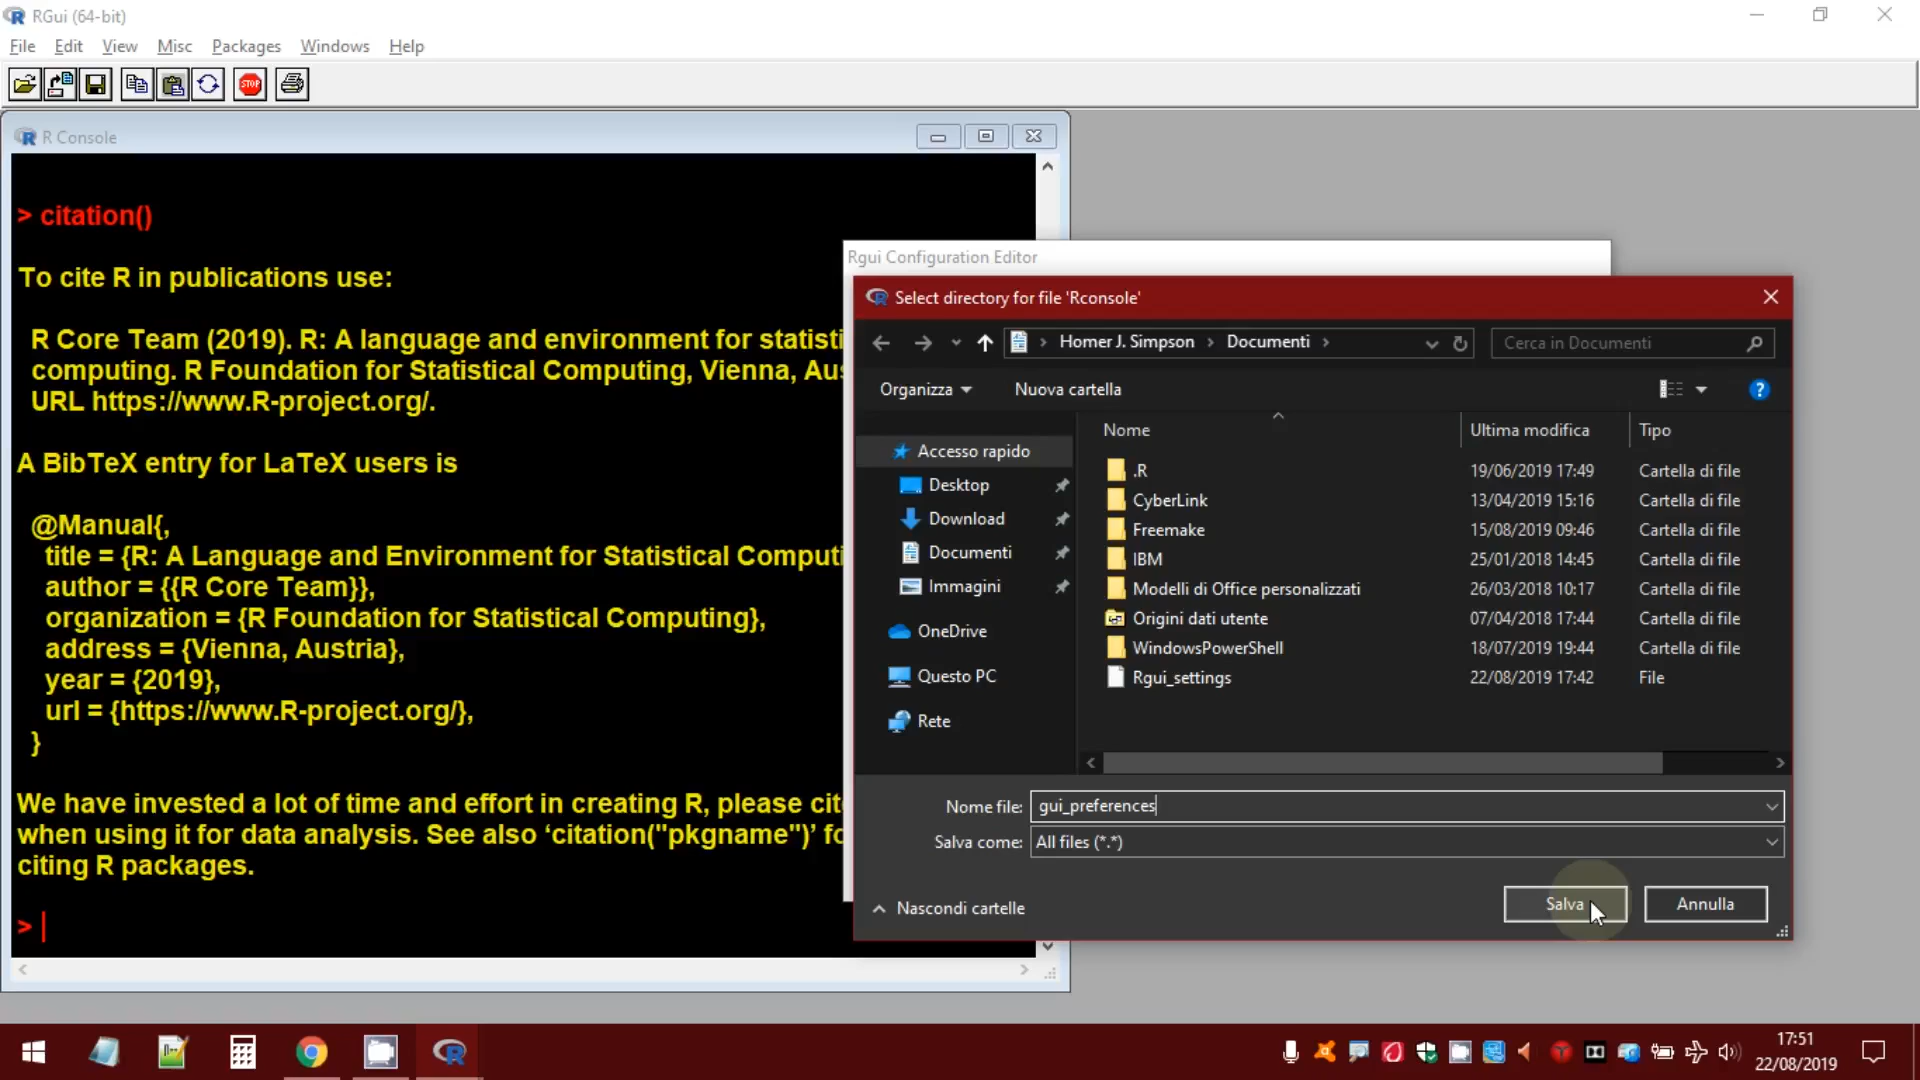 RGui (64-bit)
File Edit View Misc Packages Windows Help
STOP
R Console
> citation()
To cite R in publications use:
R Core Team (2019). R: A language and environment for statisti
computing. R Foundation for Statistical Computing, Vienna, Aus
URL https://www.R-project.org/.
A BibTeX entry for LaTeX users is
@Manual{,
title = {R: A Language and Environment for Statistical Computi
author = {{R Core Team}},
organization = {R Foundation for Statistical Computing},
address = {Vienna, Austria},
year = {2019},
url = {https://www.R-project.org/},
}
We have invested a lot of time and effort in creating R, please cit
when using it for data analysis. See also ‘citation("pkgname")’ fo
citing R packages.
>
Rgui Configuration Editor
Select directory for file 'Rconsole'
Homer J. Simpson > Documenti >
Cerca in Documenti
Organizza
Nuova cartella
Accesso rapido
Desktop
Download
Documenti
Immagini
OneDrive
Questo PC
Rete
Nome Ultima modifica Tipo
.R 19/06/2019 17:49 Cartella di file
CyberLink 13/04/2019 15:16 Cartella di file
Freemake 15/08/2019 09:46 Cartella di file
IBM 25/01/2018 14:45 Cartella di file
Modelli di Office personalizzati 26/03/2018 10:17 Cartella di file
Origini dati utente 07/04/2018 17:44 Cartella di file
WindowsPowerShell 18/07/2019 19:44 Cartella di file
Rgui_settings 22/08/2019 17:42 File
Nome file: gui_preferences
Salva come: All files (*.*)
Nascondi cartelle
Salva
Annulla
17:51
22/08/2019